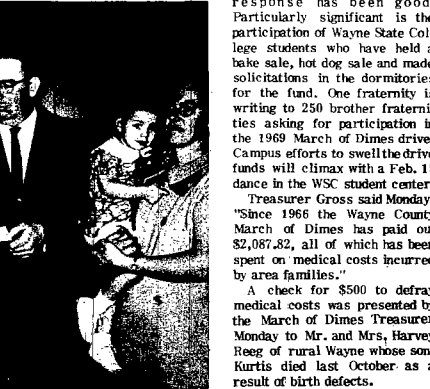 response has been good.
Particularly significant is the
participation of Wayne State Col
lege students who have held a
bake sale, hot dog sale and made
solicitations in the dormitories
for the fund. One fraternity is
writing to 250 brother fraterni
ties asking for participation in
the 1969 March of Dimes drive.
Campus efforts to swell the drive
funds will climax with a Feb. 1
dance in the WSC student center.
Treasurer Gross said Monday
"Since 1966 the Wayne County
March of Dimes has paid out
$2,087.82, all of which has been
spent on medical costs incurred
by area families."
A check for $500 to defray
medical costs was presented by
the March of Dimes Treasurer
Monday to Mr. and Mrs. Harvey
Reeg of rural Wayne whose son
Kurtis died last October as a
result of birth defects.